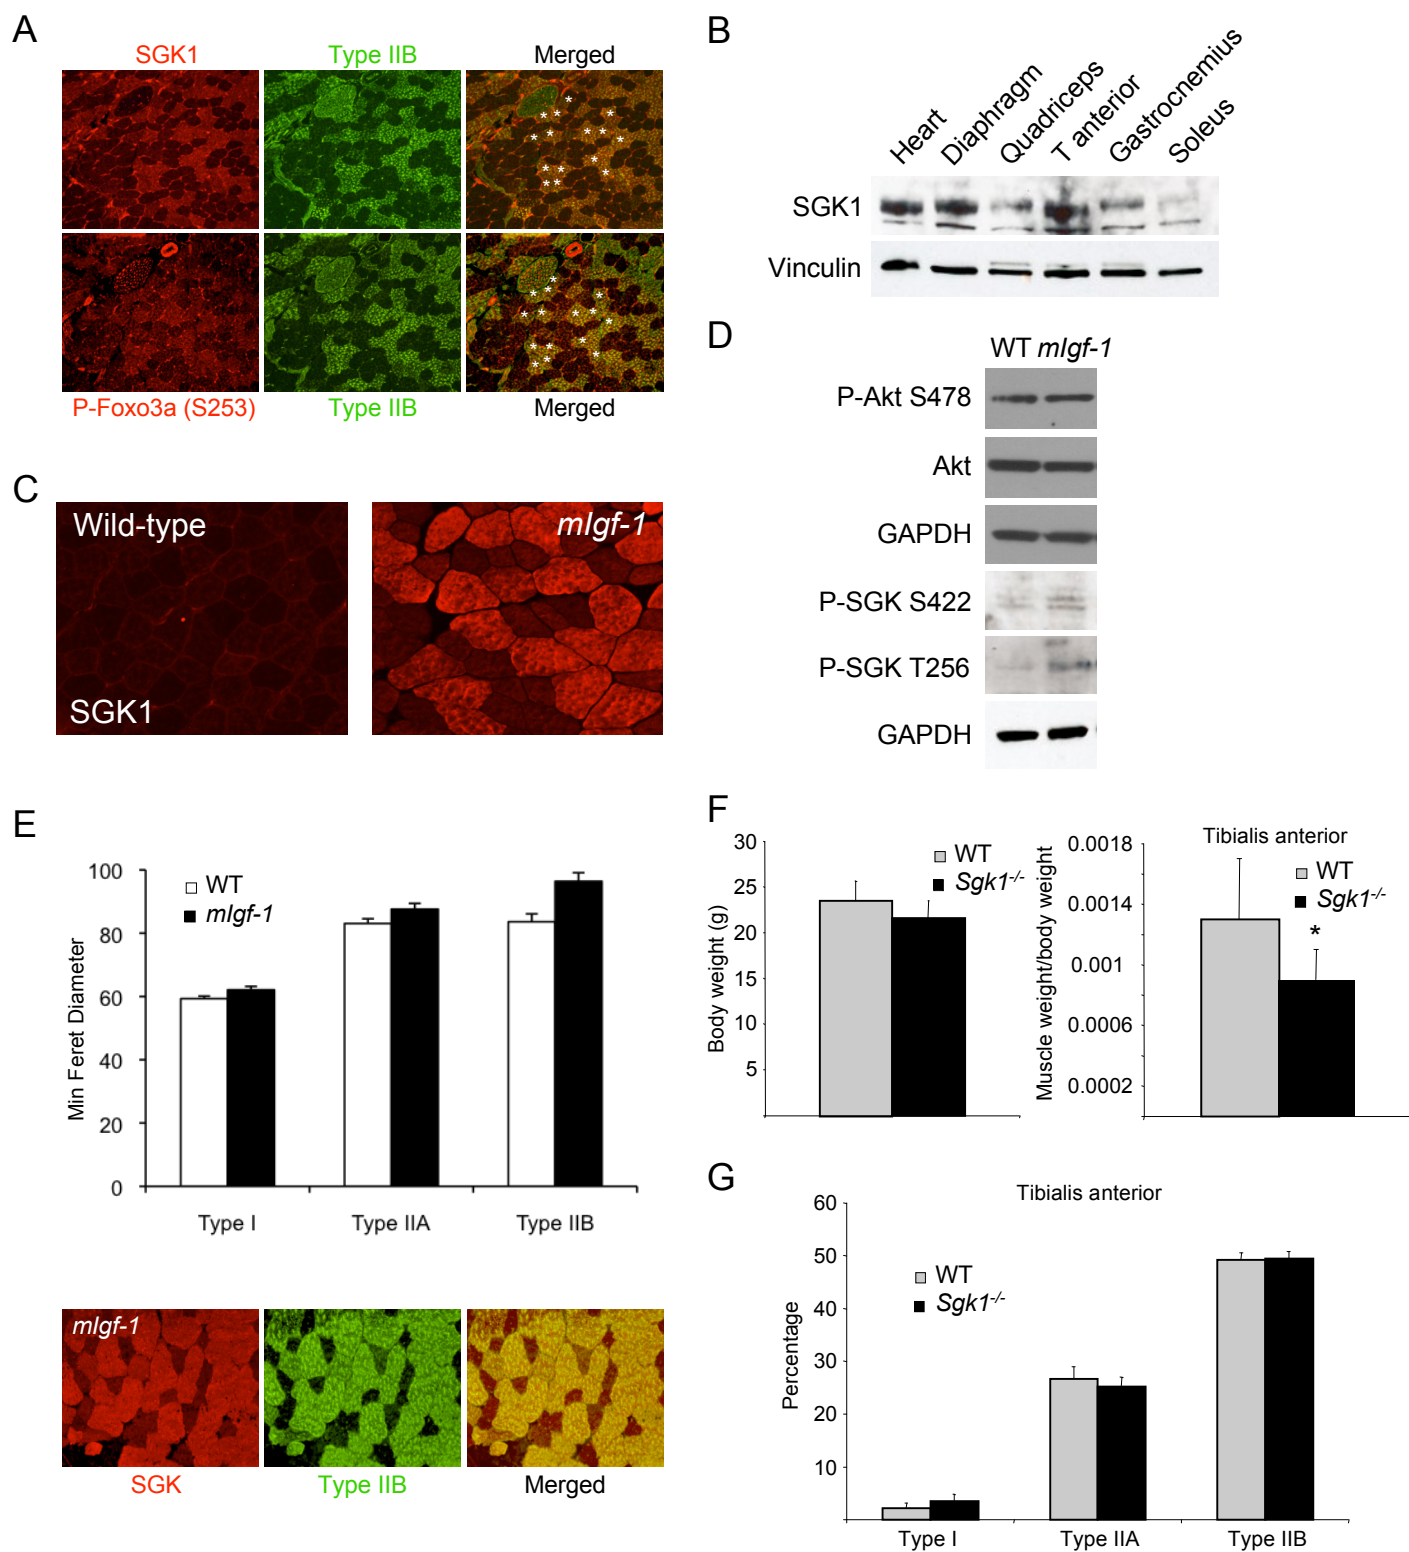 A
SGK1 Type IIB Merged
P-Foxo3a (S253) Type IIB Merged
B
Heart Diaphragm Quadriceps T anterior Gastrocnemius Soleus
SGK1
Vinculin
C
Wild-type
SGK1
mIgf-1
D
WT mIgf-1
P-Akt S478
Akt
GAPDH
P-SGK S422
P-SGK T256
GAPDH
E
Min Feret Diameter
100
80
60
40
20
0
WT
mIgf-1
Type I Type IIA Type IIB
mIgf-1
SGK Type IIB Merged
F
Body weight (g)
30
25
20
15
10
5
WT
Sgk1-/-
Tibialis anterior
Muscle weight/body weight
0.0018
0.0014
0.001
0.0006
0.0002
WT
Sgk1-/-
*
G
Tibialis anterior
Percentage
60
50
40
30
20
10
WT
Sgk1-/-
Type I Type IIA Type IIB